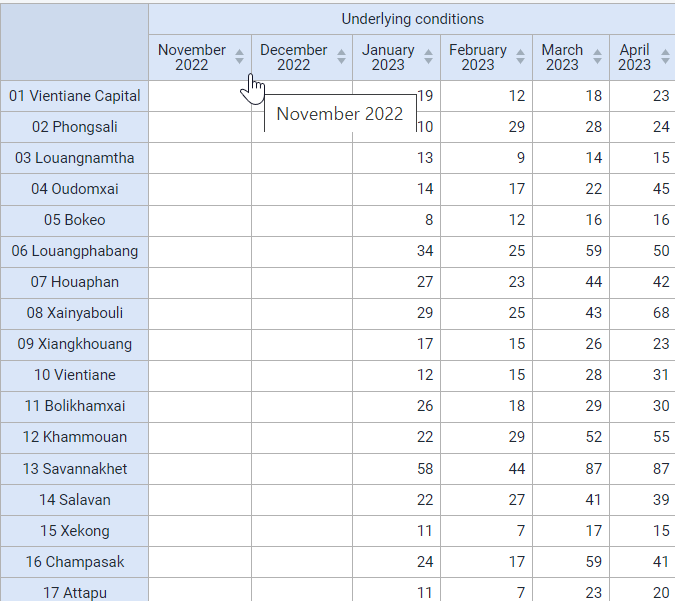 Underlying conditions
November 2022 December 2022 January 2023 February 2023 March 2023 April 2023
01 Vientiane Capital 19 12 18 23
November 2022
02 Phongsali 10 29 28 24
03 Louangnamtha 13 9 14 15
04 Oudomxai 14 17 22 45
05 Bokeo 8 12 16 16
06 Louangphabang 34 25 59 50
07 Houaphan 27 23 44 42
08 Xainyabouli 29 25 43 68
09 Xiangkhouang 17 15 26 23
10 Vientiane 12 15 28 31
11 Bolikhamxai 26 18 29 30
12 Khammouan 22 29 52 55
13 Savannakhet 58 44 87 87
14 Salavan 22 27 41 39
15 Xekong 11 7 17 15
16 Champasak 24 17 59 41
17 Attapu 11 7 23 20